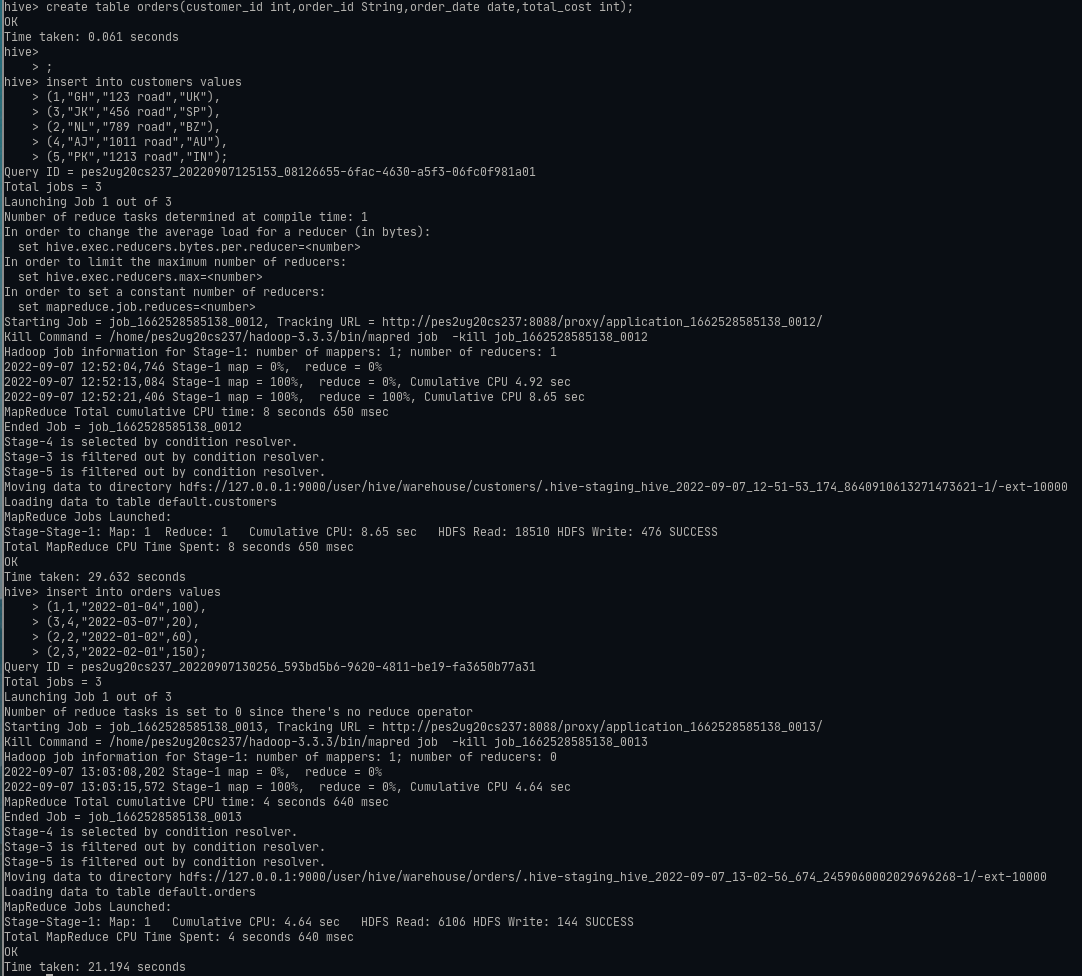 hive> create table orders(customer_id int,order_id String,order_date date,total_cost int);
OK
Time taken: 0.061 seconds
hive>
    > ;
hive> insert into customers values
    > (1,"GH","123 road","UK"),
    > (3,"JK","456 road","SP"),
    > (2,"NL","789 road","BZ"),
    > (4,"AJ","1011 road","AU"),
    > (5,"PK","1213 road","IN");
Query ID = pes2ug20cs237_20220907125153_08126655-6fac-4630-a5f3-06fc0f981a01
Total jobs = 3
Launching Job 1 out of 3
Number of reduce tasks determined at compile time: 1
In order to change the average load for a reducer (in bytes):
  set hive.exec.reducers.bytes.per.reducer=<number>
In order to limit the maximum number of reducers:
  set hive.exec.reducers.max=<number>
In order to set a constant number of reducers:
  set mapreduce.job.reduces=<number>
Starting Job = job_1662528585138_0012, Tracking URL = http://pes2ug20cs237:8088/proxy/application_1662528585138_0012/
Kill Command = /home/pes2ug20cs237/hadoop-3.3.3/bin/mapred job  -kill job_1662528585138_0012
Hadoop job information for Stage-1: number of mappers: 1; number of reducers: 1
2022-09-07 12:52:04,746 Stage-1 map = 0%,  reduce = 0%
2022-09-07 12:52:13,084 Stage-1 map = 100%,  reduce = 0%, Cumulative CPU 4.92 sec
2022-09-07 12:52:21,406 Stage-1 map = 100%,  reduce = 100%, Cumulative CPU 8.65 sec
MapReduce Total cumulative CPU time: 8 seconds 650 msec
Ended Job = job_1662528585138_0012
Stage-4 is selected by condition resolver.
Stage-3 is filtered out by condition resolver.
Stage-5 is filtered out by condition resolver.
Moving data to directory hdfs://127.0.0.1:9000/user/hive/warehouse/customers/.hive-staging_hive_2022-09-07_12-51-53_174_8640910613271473621-1/-ext-10000
Loading data to table default.customers
MapReduce Jobs Launched:
Stage-Stage-1: Map: 1  Reduce: 1   Cumulative CPU: 8.65 sec   HDFS Read: 18510 HDFS Write: 476 SUCCESS
Total MapReduce CPU Time Spent: 8 seconds 650 msec
OK
Time taken: 29.632 seconds
hive> insert into orders values
    > (1,1,"2022-01-04",100),
    > (3,4,"2022-03-07",20),
    > (2,2,"2022-01-02",60),
    > (2,3,"2022-02-01",150);
Query ID = pes2ug20cs237_20220907130256_593bd5b6-9620-4811-be19-fa3650b77a31
Total jobs = 3
Launching Job 1 out of 3
Number of reduce tasks is set to 0 since there's no reduce operator
Starting Job = job_1662528585138_0013, Tracking URL = http://pes2ug20cs237:8088/proxy/application_1662528585138_0013/
Kill Command = /home/pes2ug20cs237/hadoop-3.3.3/bin/mapred job  -kill job_1662528585138_0013
Hadoop job information for Stage-1: number of mappers: 1; number of reducers: 0
2022-09-07 13:03:08,202 Stage-1 map = 0%,  reduce = 0%
2022-09-07 13:03:15,572 Stage-1 map = 100%,  reduce = 0%, Cumulative CPU 4.64 sec
MapReduce Total cumulative CPU time: 4 seconds 640 msec
Ended Job = job_1662528585138_0013
Stage-4 is selected by condition resolver.
Stage-3 is filtered out by condition resolver.
Stage-5 is filtered out by condition resolver.
Moving data to directory hdfs://127.0.0.1:9000/user/hive/warehouse/orders/.hive-staging_hive_2022-09-07_13-02-56_674_2459060002029696268-1/-ext-10000
Loading data to table default.orders
MapReduce Jobs Launched:
Stage-Stage-1: Map: 1   Cumulative CPU: 4.64 sec   HDFS Read: 6106 HDFS Write: 144 SUCCESS
Total MapReduce CPU Time Spent: 4 seconds 640 msec
OK
Time taken: 21.194 seconds